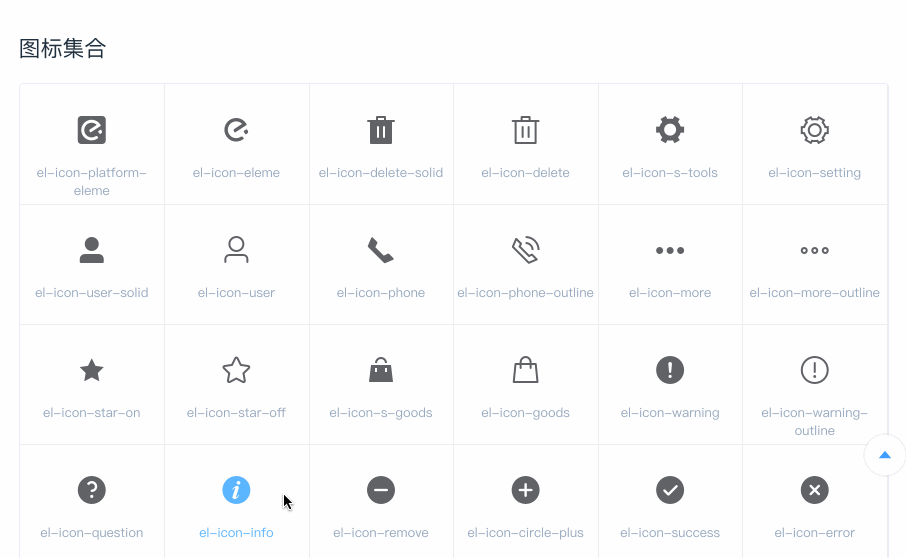 图标集合
el-icon-platform-
eleme
el-icon-eleme
el-icon-delete-solid
el-icon-delete
el-icon-s-tools
el-icon-setting
el-icon-user-solid
el-icon-user
el-icon-phone
el-icon-phone-outline
el-icon-more
el-icon-more-outline
el-icon-star-on
el-icon-star-off
el-icon-s-goods
el-icon-goods
el-icon-warning
el-icon-warning-
outline
el-icon-question
el-icon-info
el-icon-remove
el-icon-circle-plus
el-icon-success
el-icon-error